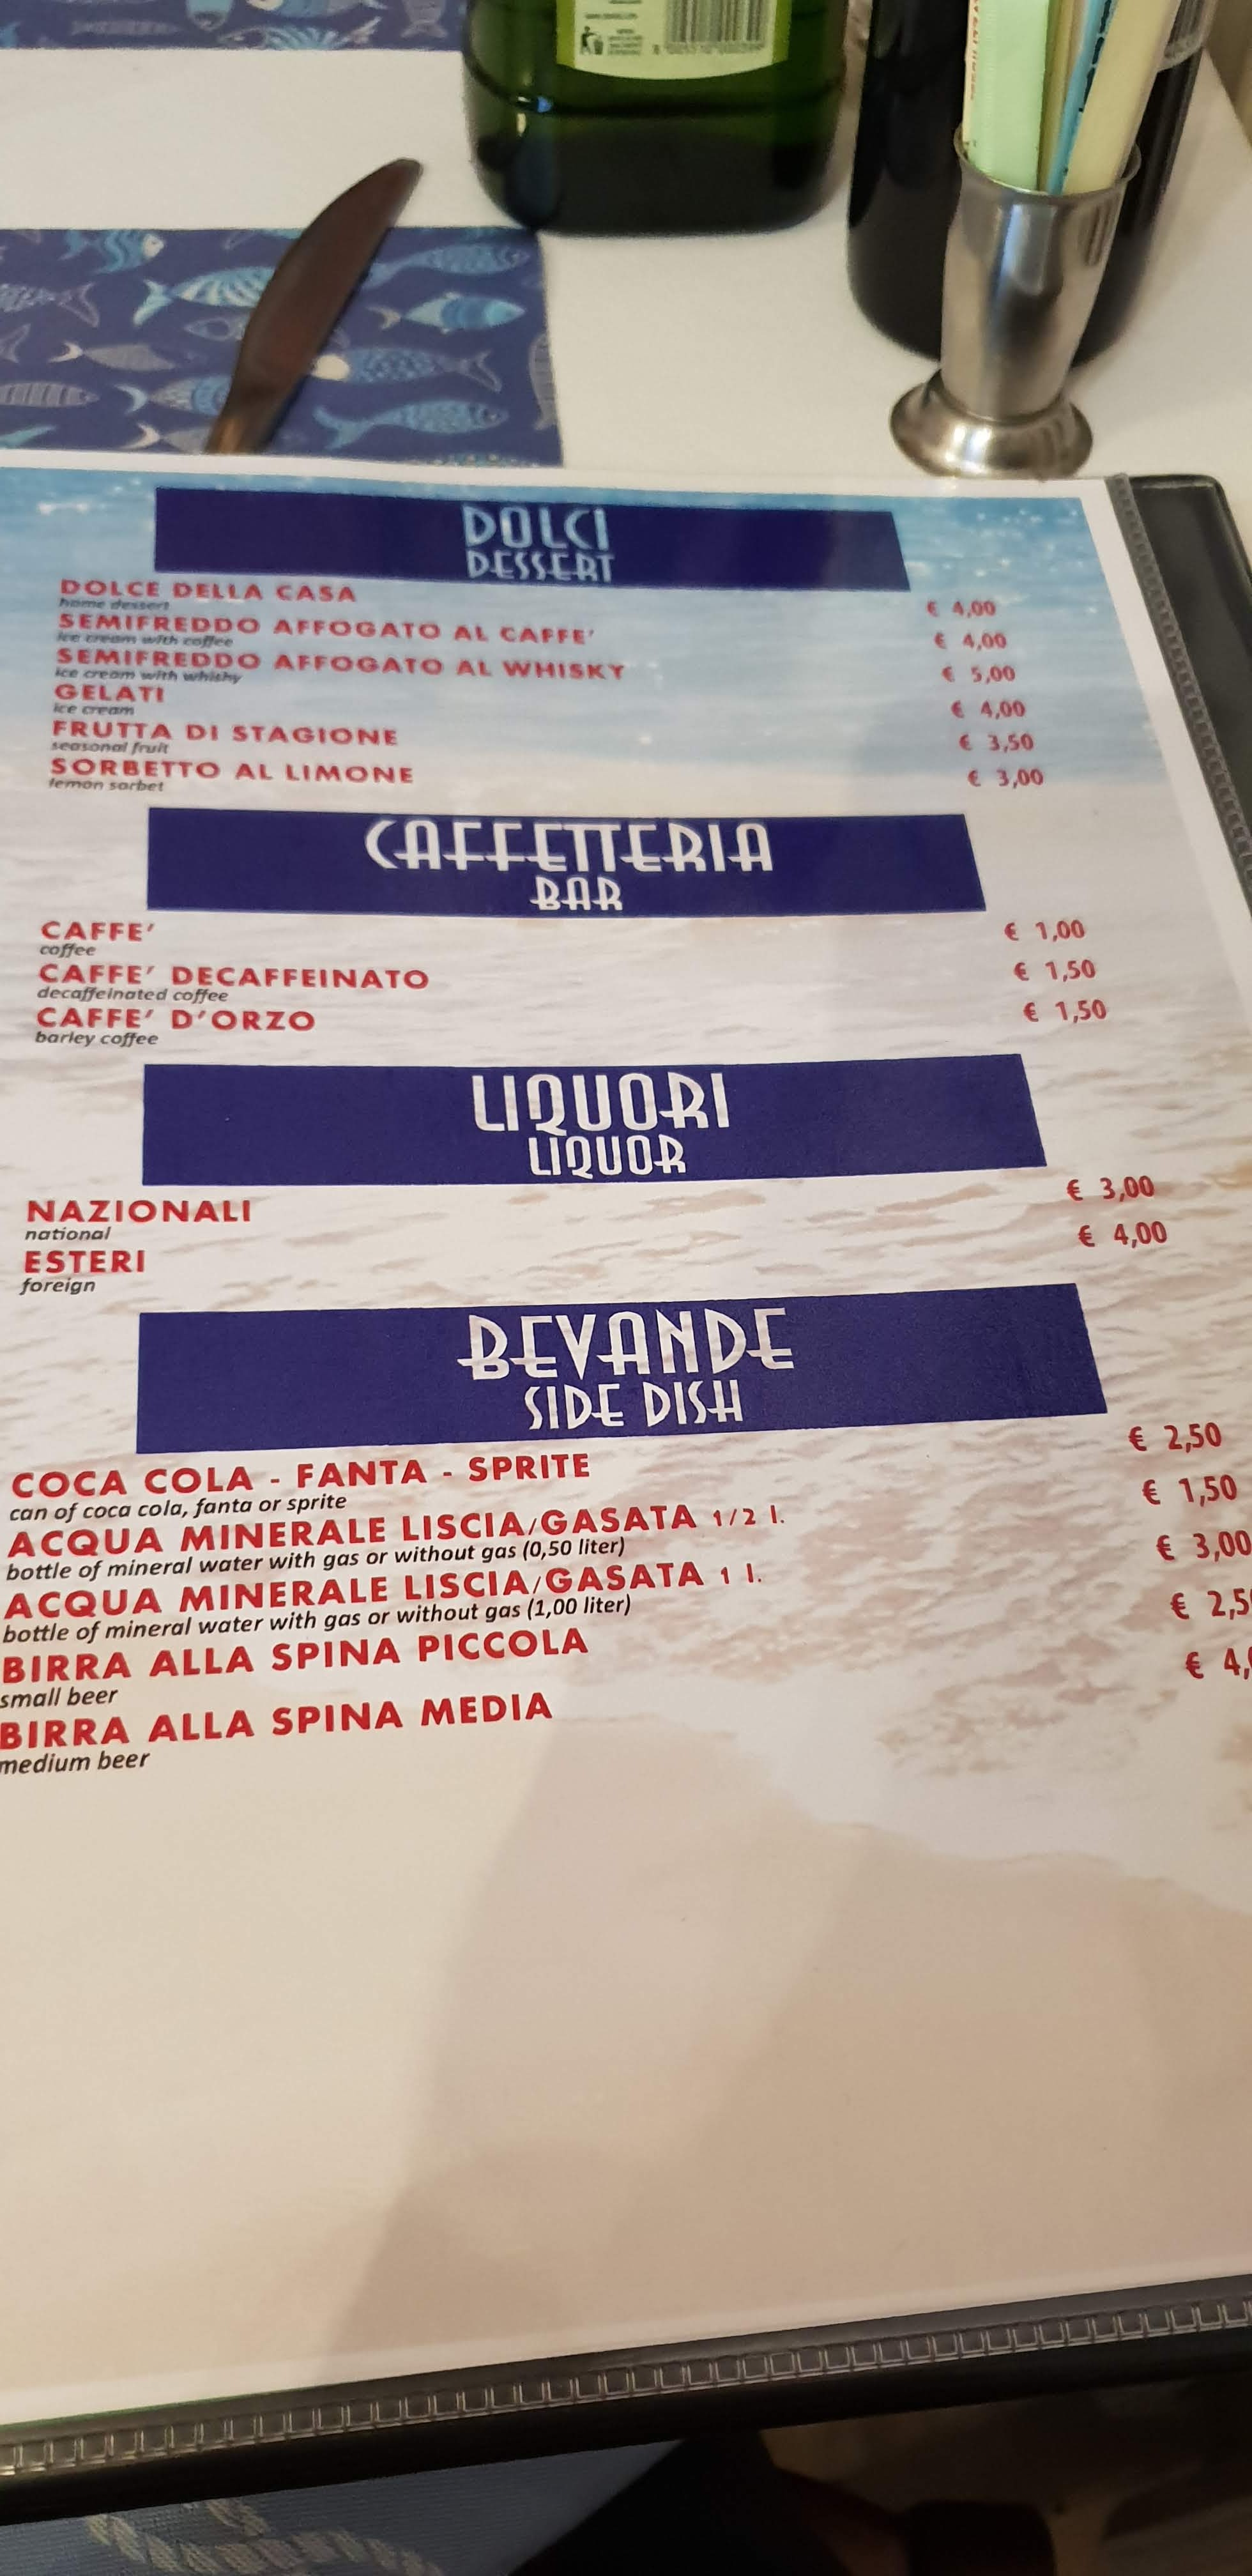 DOLCI
DESSERT
DOLCE DELLA CASA € 4,00
home dessert
SEMIFREDDO AFFOGATO AL CAFFE' € 4,00
ice cream with coffee
SEMIFREDDO AFFOGATO AL WHISKY € 5,00
ice cream with whishy
GELATI € 4,00
ice cream
FRUTTA DI STAGIONE € 3,50
seasonal fruit
SORBETTO AL LIMONE € 3,00
lemon sorbet
CAFFETTERIA
BAR
CAFFE' € 1,00
coffee
CAFFE' DECAFFEINATO € 1,50
decaffeinated coffee
CAFFE' D'ORZO € 1,50
barley coffee
LIQUORI
LIQUOR
NAZIONALI € 3,00
national
ESTERI € 4,00
foreign
BEVANDE
SIDE DISH
COCA COLA - FANTA - SPRITE € 2,50
can of coca cola, fanta or sprite
ACQUA MINERALE LISCIA/GASATA 1/2 l. € 1,50
bottle of mineral water with gas or without gas (0,50 liter)
ACQUA MINERALE LISCIA/GASATA 1 l. € 3,00
bottle of mineral water with gas or without gas (1,00 liter)
BIRRA ALLA SPINA PICCOLA € 2,5
small beer
BIRRA ALLA SPINA MEDIA € 4,
medium beer